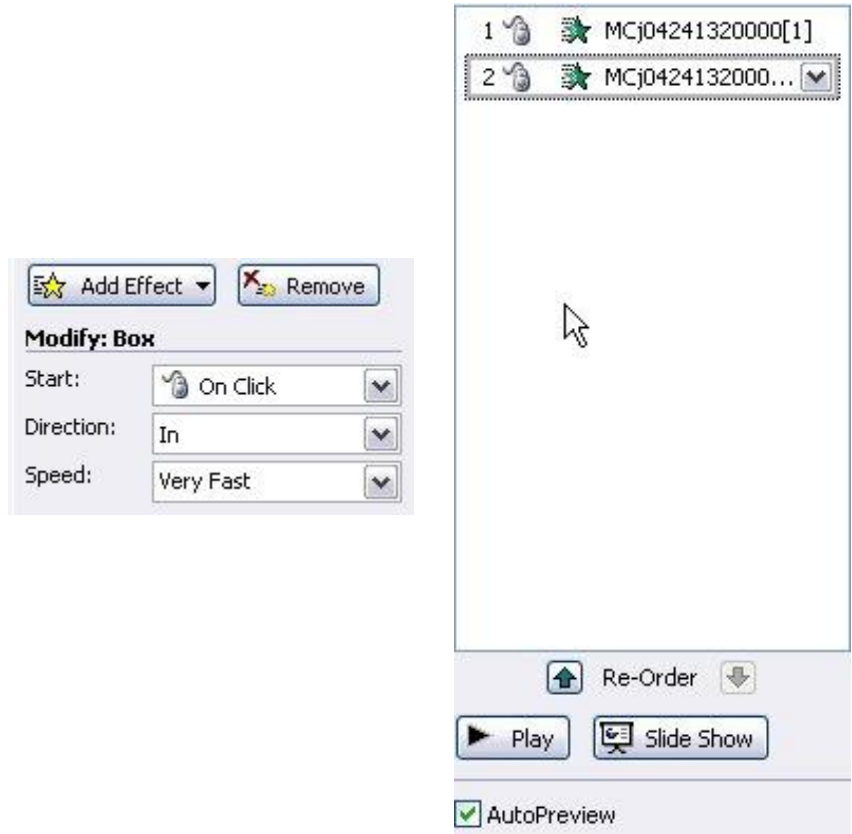 Add Effect
Remove
Modify: Box
Start:
On Click
Direction:
In
Speed:
Very Fast
1 MCj04241320000[1]
2 MCj0424132000...
Re-Order
Play
Slide Show
AutoPreview